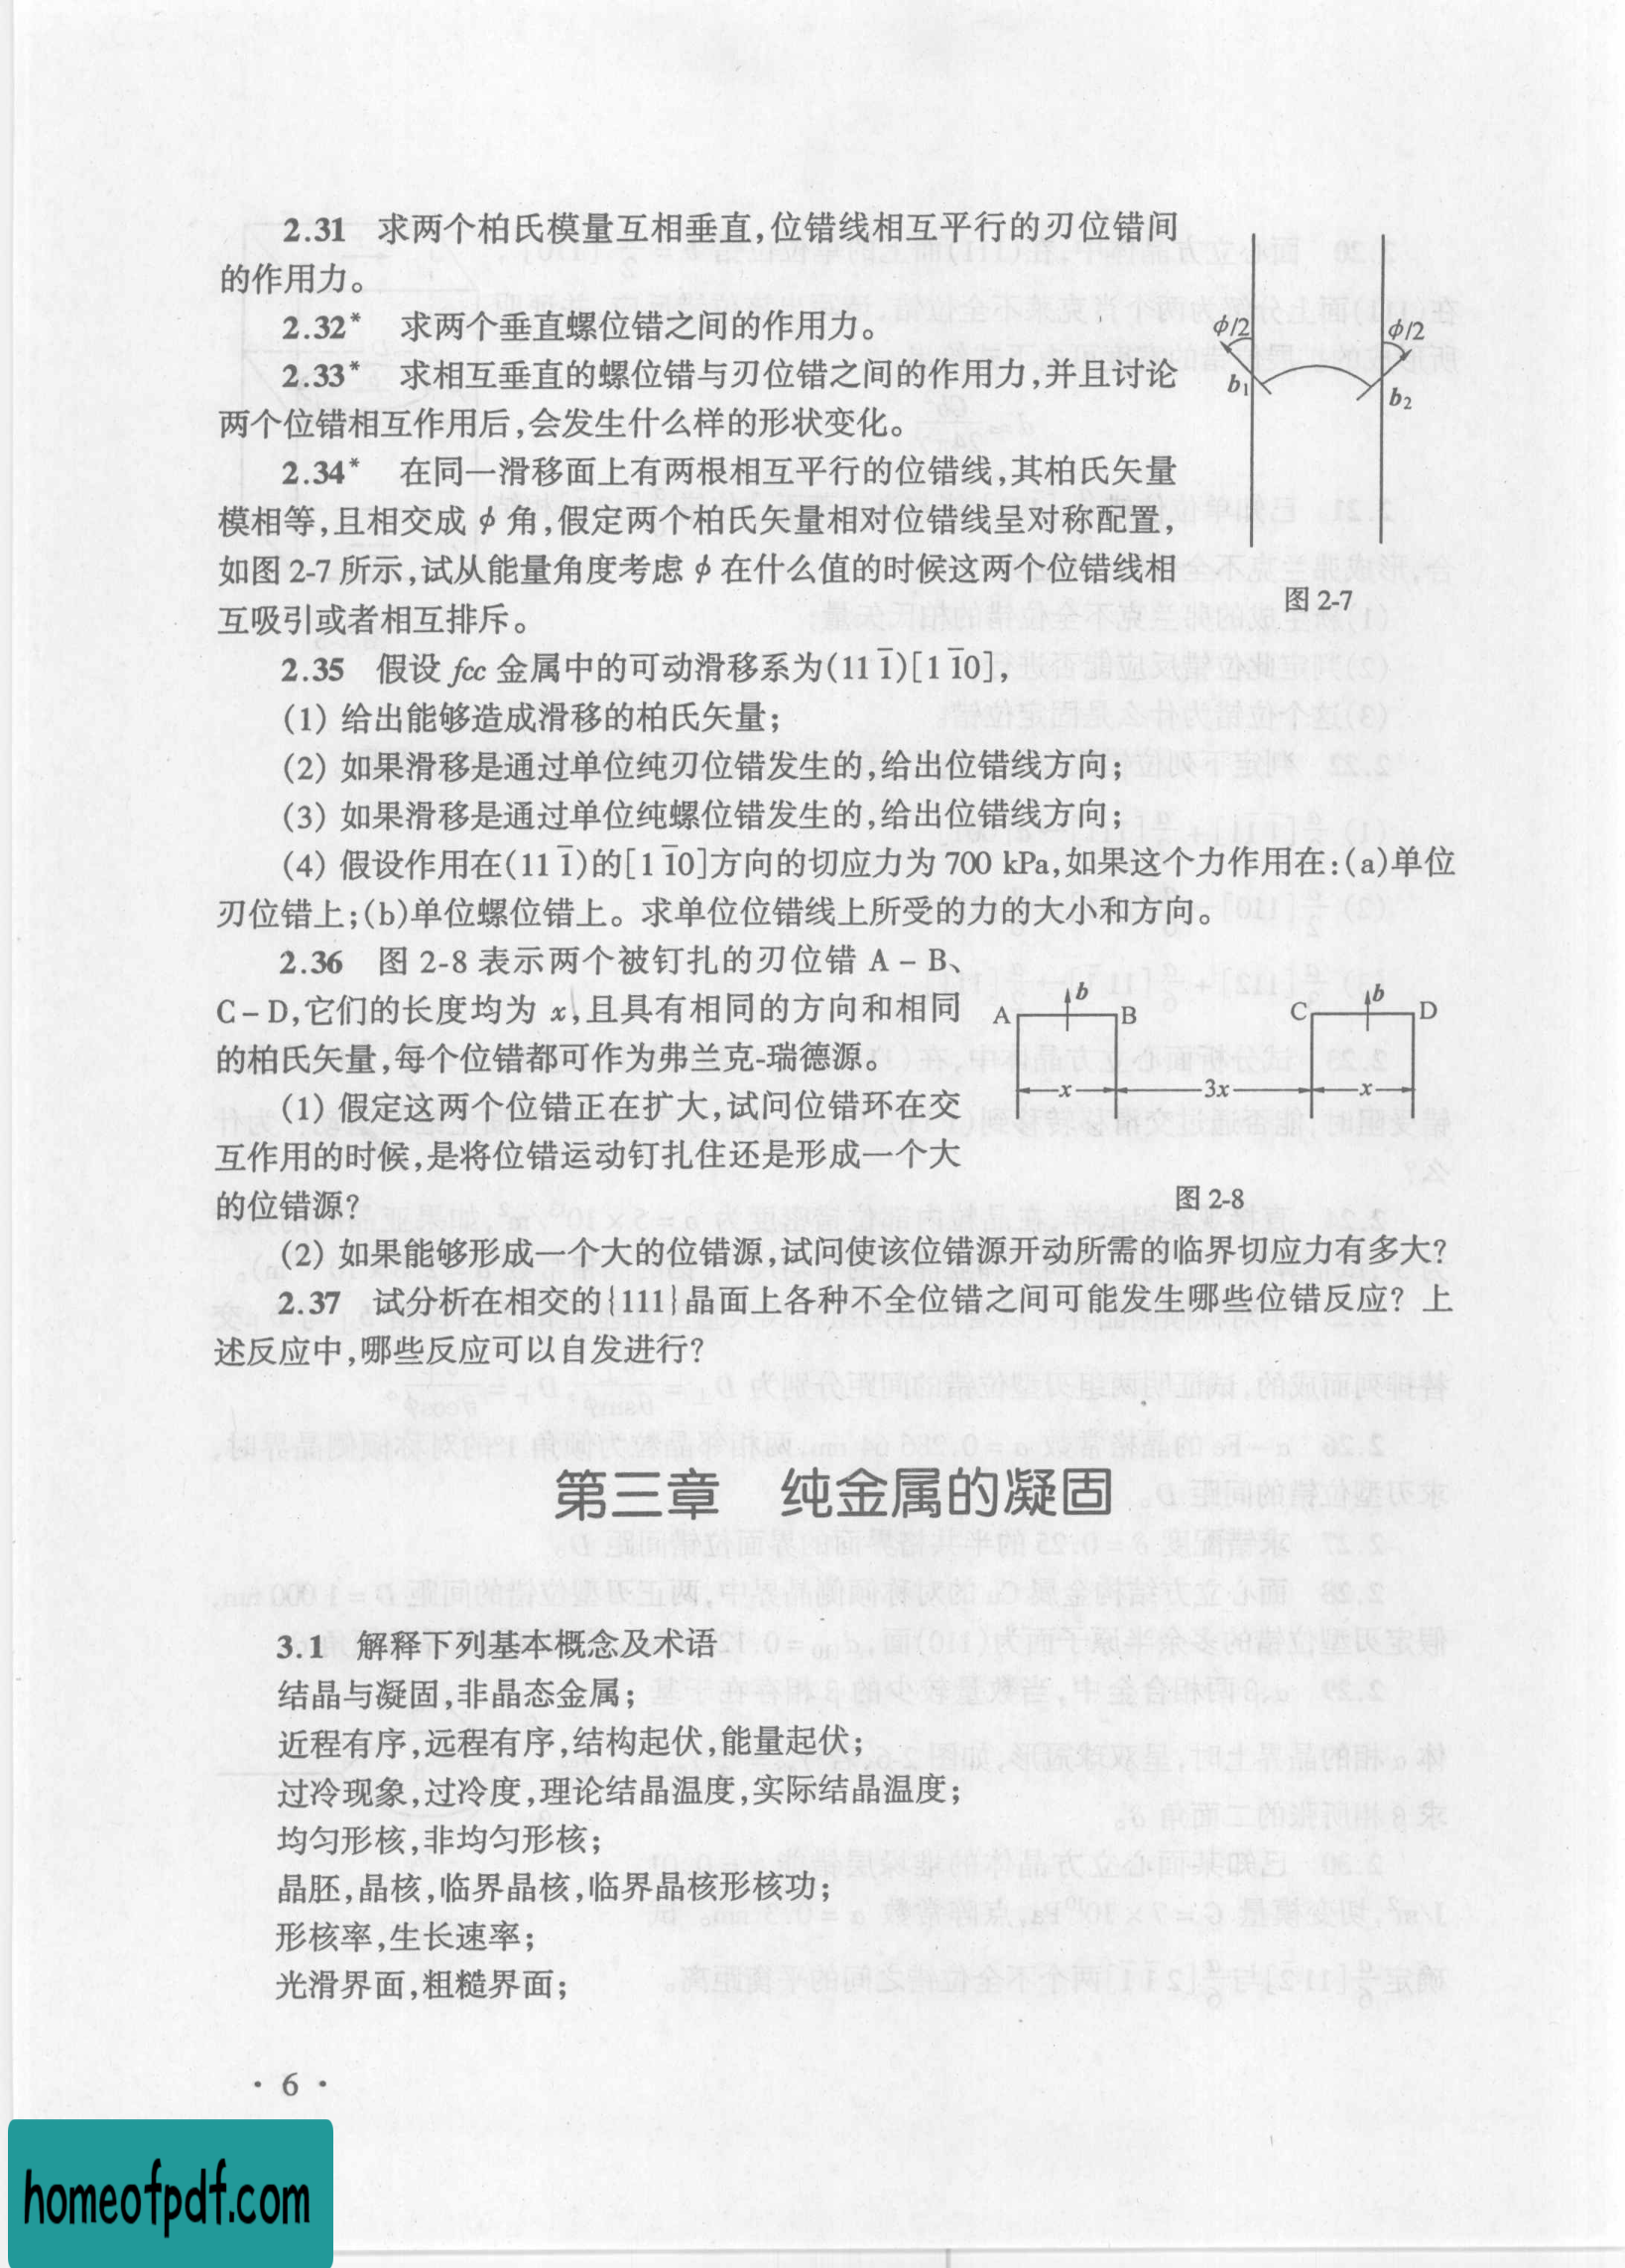 2.31 求两个柏氏模量互相垂直,位错线相互平行的刃位错间
的作用力。
2.32* 求两个垂直螺位错之间的作用力。
2.33* 求相互垂直的螺位错与刃位错之间的作用力,并且讨论
两个位错相互作用后,会发生什么样的形状变化。
2.34* 在同一滑移面上有两根相互平行的位错线,其柏氏矢量
模相等,且相交成 ϕ 角,假定两个柏氏矢量相对位错线呈对称配置,
如图 2-7 所示,试从能量角度考虑 ϕ 在什么值的时候这两个位错线相
互吸引或者相互排斥。
ϕ/2 ϕ/2
b₁ b₂
图 2-7
2.35 假设 fcc 金属中的可动滑移系为(11 1̄)[1 1̄0],
(1) 给出能够造成滑移的柏氏矢量;
(2) 如果滑移是通过单位纯刃位错发生的,给出位错线方向;
(3) 如果滑移是通过单位纯螺位错发生的,给出位错线方向;
(4) 假设作用在(11 1̄)的[1 1̄0]方向的切应力为 700 kPa,如果这个力作用在:(a)单位
刃位错上;(b)单位螺位错上。求单位位错线上所受的力的大小和方向。
2.36 图 2-8 表示两个被钉扎的刃位错 A – B、
C – D,它们的长度均为 x,且具有相同的方向和相同
的柏氏矢量,每个位错都可作为弗兰克-瑞德源。
(1) 假定这两个位错正在扩大,试问位错环在交
互作用的时候,是将位错运动钉扎住还是形成一个大
的位错源?
A b B C b D
x 3x x
图 2-8
(2) 如果能够形成一个大的位错源,试问使该位错源开动所需的临界切应力有多大?
2.37 试分析在相交的{111}晶面上各种不全位错之间可能发生哪些位错反应? 上
述反应中,哪些反应可以自发进行?
第三章 纯金属的凝固
3.1 解释下列基本概念及术语
结晶与凝固,非晶态金属;
近程有序,远程有序,结构起伏,能量起伏;
过冷现象,过冷度,理论结晶温度,实际结晶温度;
均匀形核,非均匀形核;
晶胚,晶核,临界晶核,临界晶核形核功;
形核率,生长速率;
光滑界面,粗糙界面;
· 6 ·
homeofpdf.com